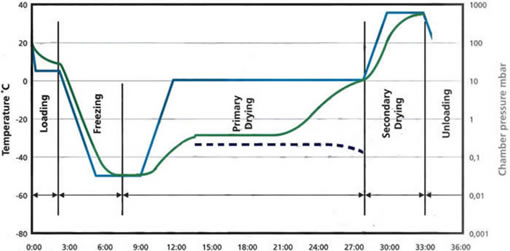 40
20
0
-20
-40
-60
-80
Temperature °C
Loading
Freezing
Primary
Drying
Secondary
Drying
Unloading
1000
100
10
1
0,1
0,01
0,001
Chamber pressure mbar
0:00 3:00 6:00 9:00 12:00 15:00 18:00 21:00 24:00 27:00 30:00 33:00 36:00